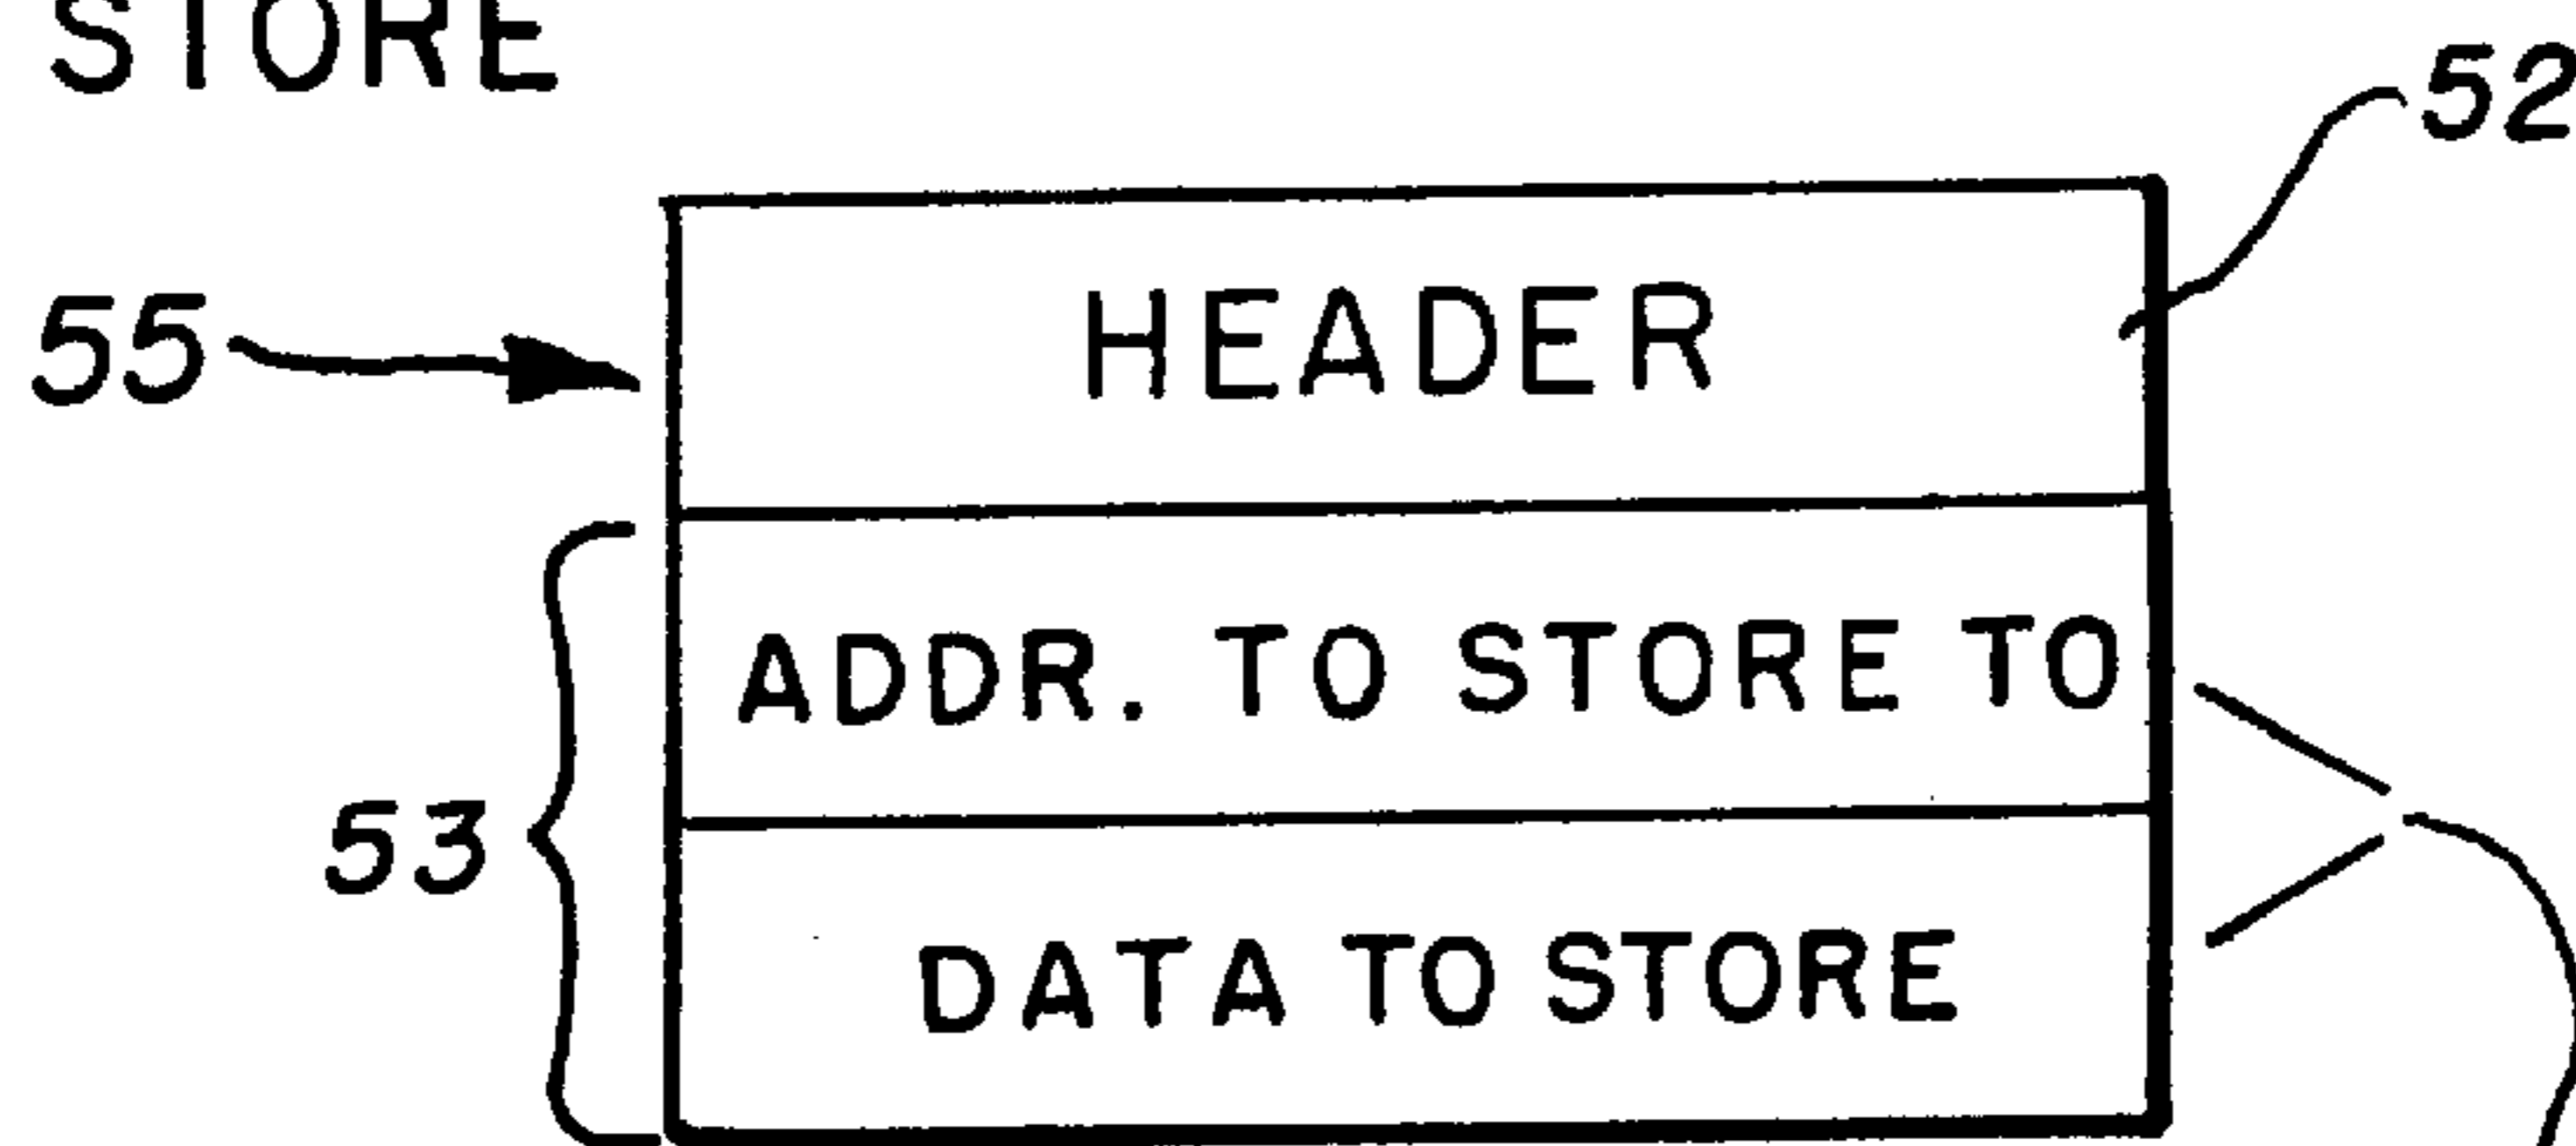 STORE
52
55
HEADER
ADDR. TO STORE TO
53
DATA TO STORE